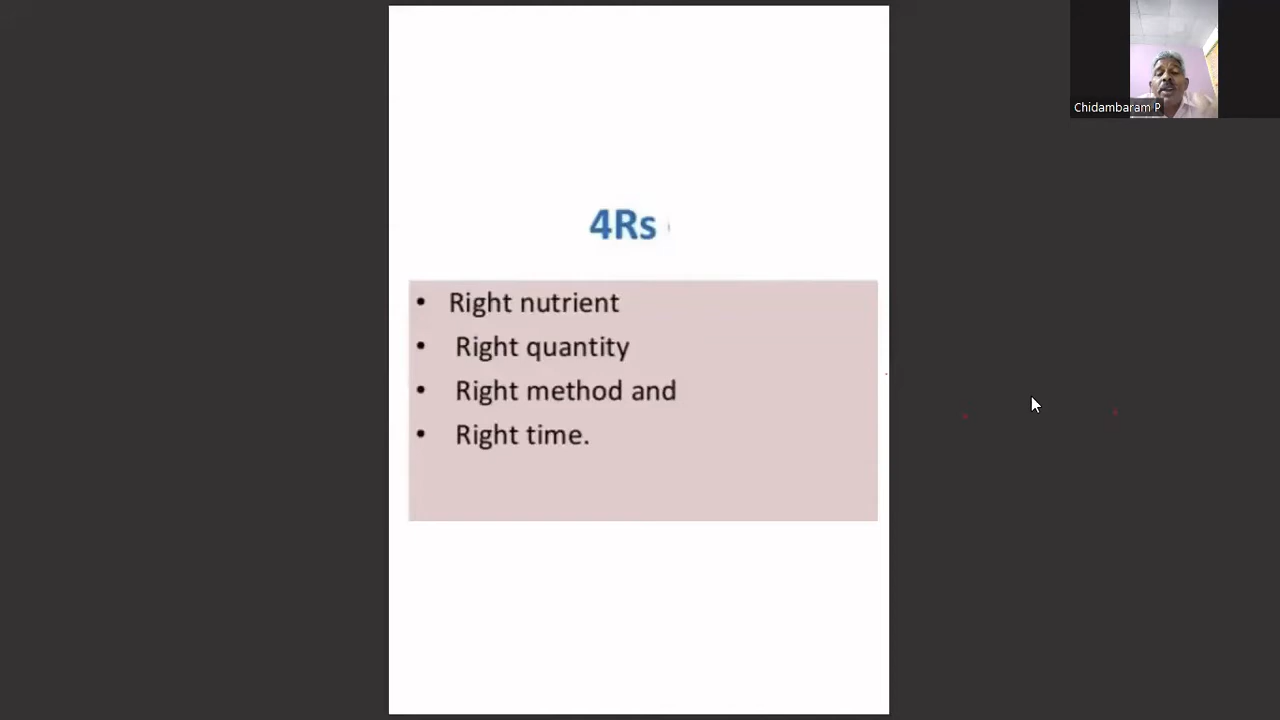 4Rs
• Right nutrient
• Right quantity
• Right method and
• Right time.
Chidambaram P